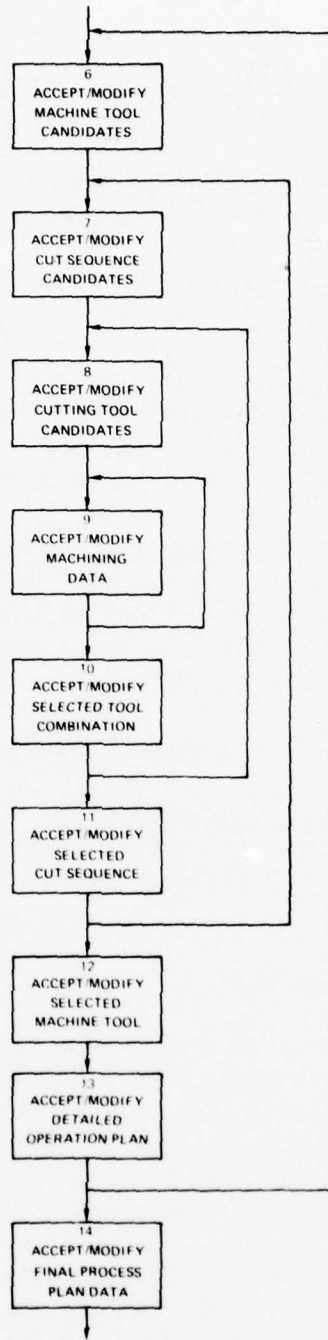 6
ACCEPT/MODIFY
MACHINE TOOL
CANDIDATES
7
ACCEPT/MODIFY
CUT SEQUENCE
CANDIDATES
8
ACCEPT/MODIFY
CUTTING TOOL
CANDIDATES
9
ACCEPT/MODIFY
MACHINING
DATA
10
ACCEPT/MODIFY
SELECTED TOOL
COMBINATION
11
ACCEPT/MODIFY
SELECTED
CUT SEQUENCE
12
ACCEPT/MODIFY
SELECTED
MACHINE TOOL
13
ACCEPT/MODIFY
DETAILED
OPERATION PLAN
14
ACCEPT/MODIFY
FINAL PROCESS
PLAN DATA